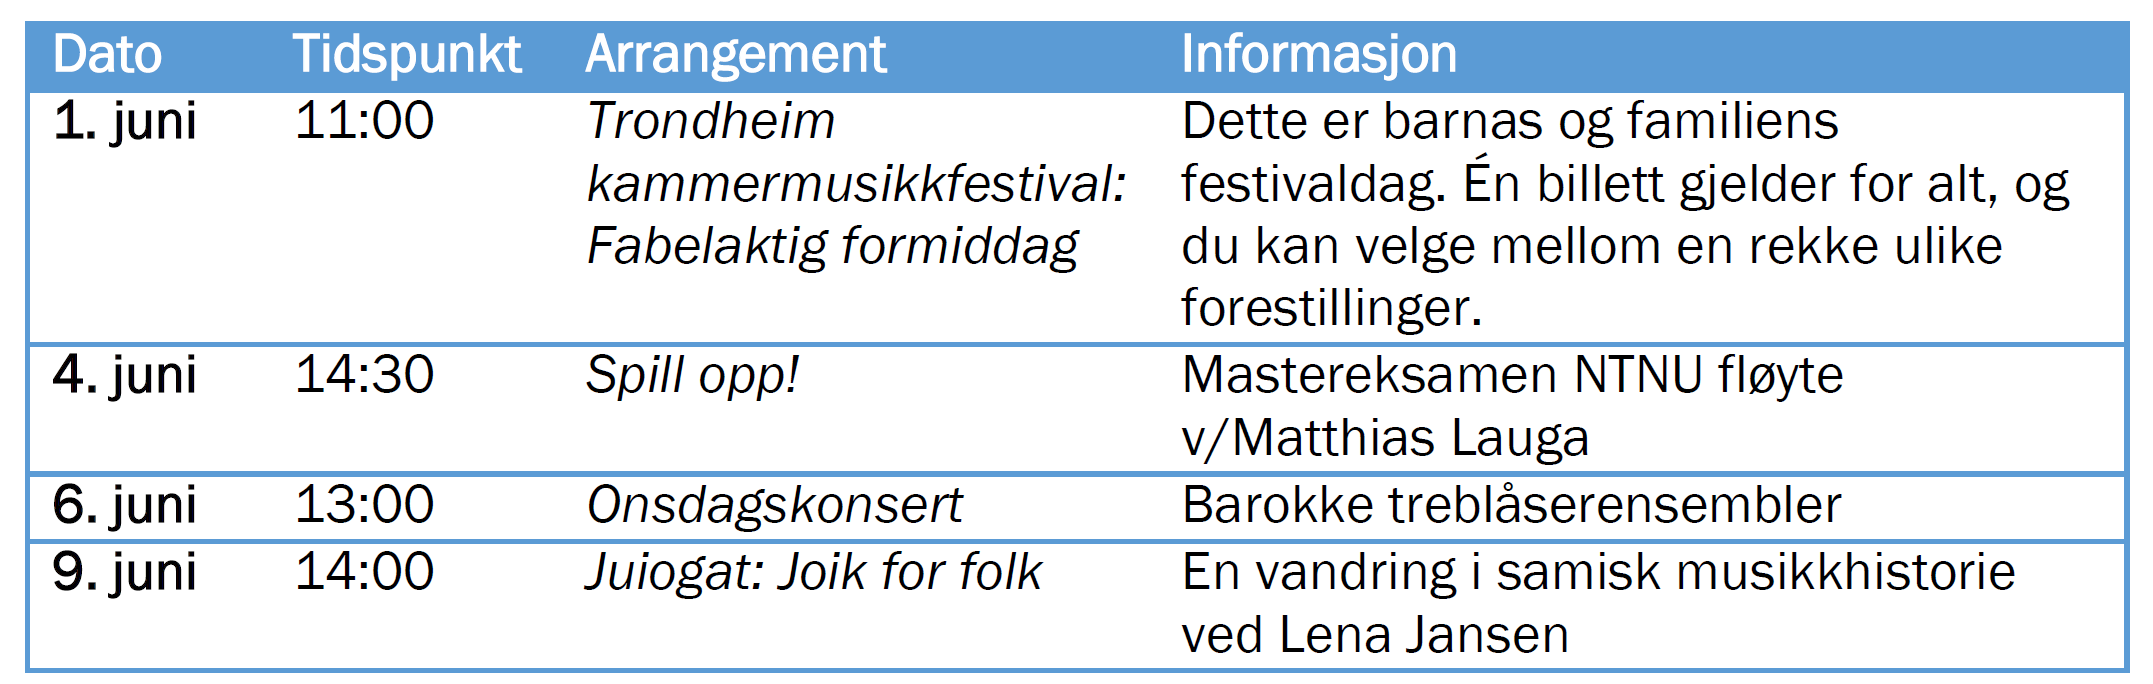 Dato Tidspunkt Arrangement Informasjon
1. juni 11:00 Trondheim kammermusikkfestival: Fabelaktig formiddag Dette er barnas og familiens
festivaldag. Én billett gjelder for alt, og
du kan velge mellom en rekke ulike
forestillinger.
4. juni 14:30 Spill opp! Mastereksamen NTNU fløyte
v/Matthias Lauga
6. juni 13:00 Onsdagskonsert Barokke treblåserensembler
9. juni 14:00 Juiogat: Joik for folk En vandring i samisk musikkhistorie
ved Lena Jansen